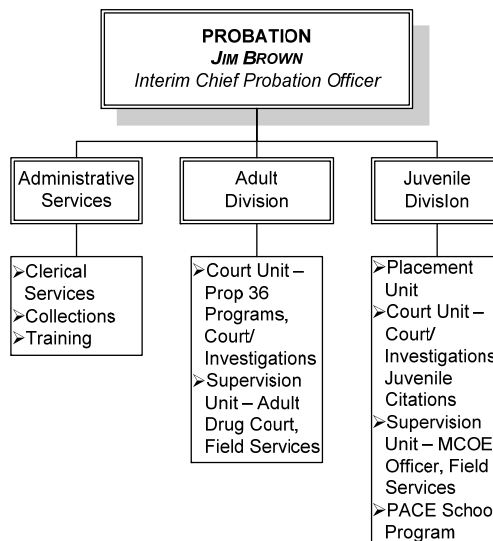 PROBATION
JIM BROWN
Interim Chief Probation Officer
Administrative
Services
Adult
Division
Juvenile
Division
➢Clerical
Services
➢Collections
➢Training
➢Court Unit –
Prop 36
Programs,
Court/
Investigations
➢Supervision
Unit – Adult
Drug Court,
Field Services
➢Placement
Unit
➢Court Unit –
Court/
Investigations
Juvenile
Citations
➢Supervision
Unit – MCOE
Officer, Field
Services
➢PACE School
Program